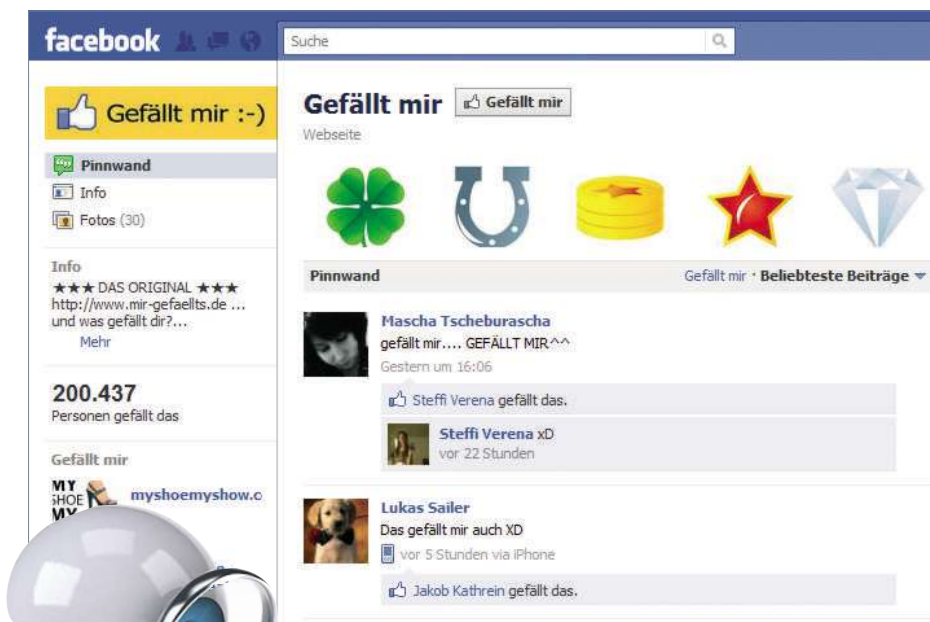 facebook
Suche
Gefällt mir :-)
Pinnwand
Info
Fotos (30)
Info
★★★ DAS ORIGINAL ★★★
http://www.mir-gefaellts.de ...
und was gefällt dir?...
Mehr
200.437
Personen gefällt das
Gefällt mir
MY
SHOE
MY
myshoemyshow.c
Gefällt mir
Gefällt mir
Webseite
Pinnwand
Gefällt mir · Beliebteste Beiträge
Mascha Tscheburascha
gefällt mir.... GEFÄLLT MIR^^
Gestern um 16:06
Steffi Verena gefällt das.
Steffi Verena xD
vor 22 Stunden
Lukas Sailer
Das gefällt mir auch XD
vor 5 Stunden via iPhone
Jakob Kathrein gefällt das.